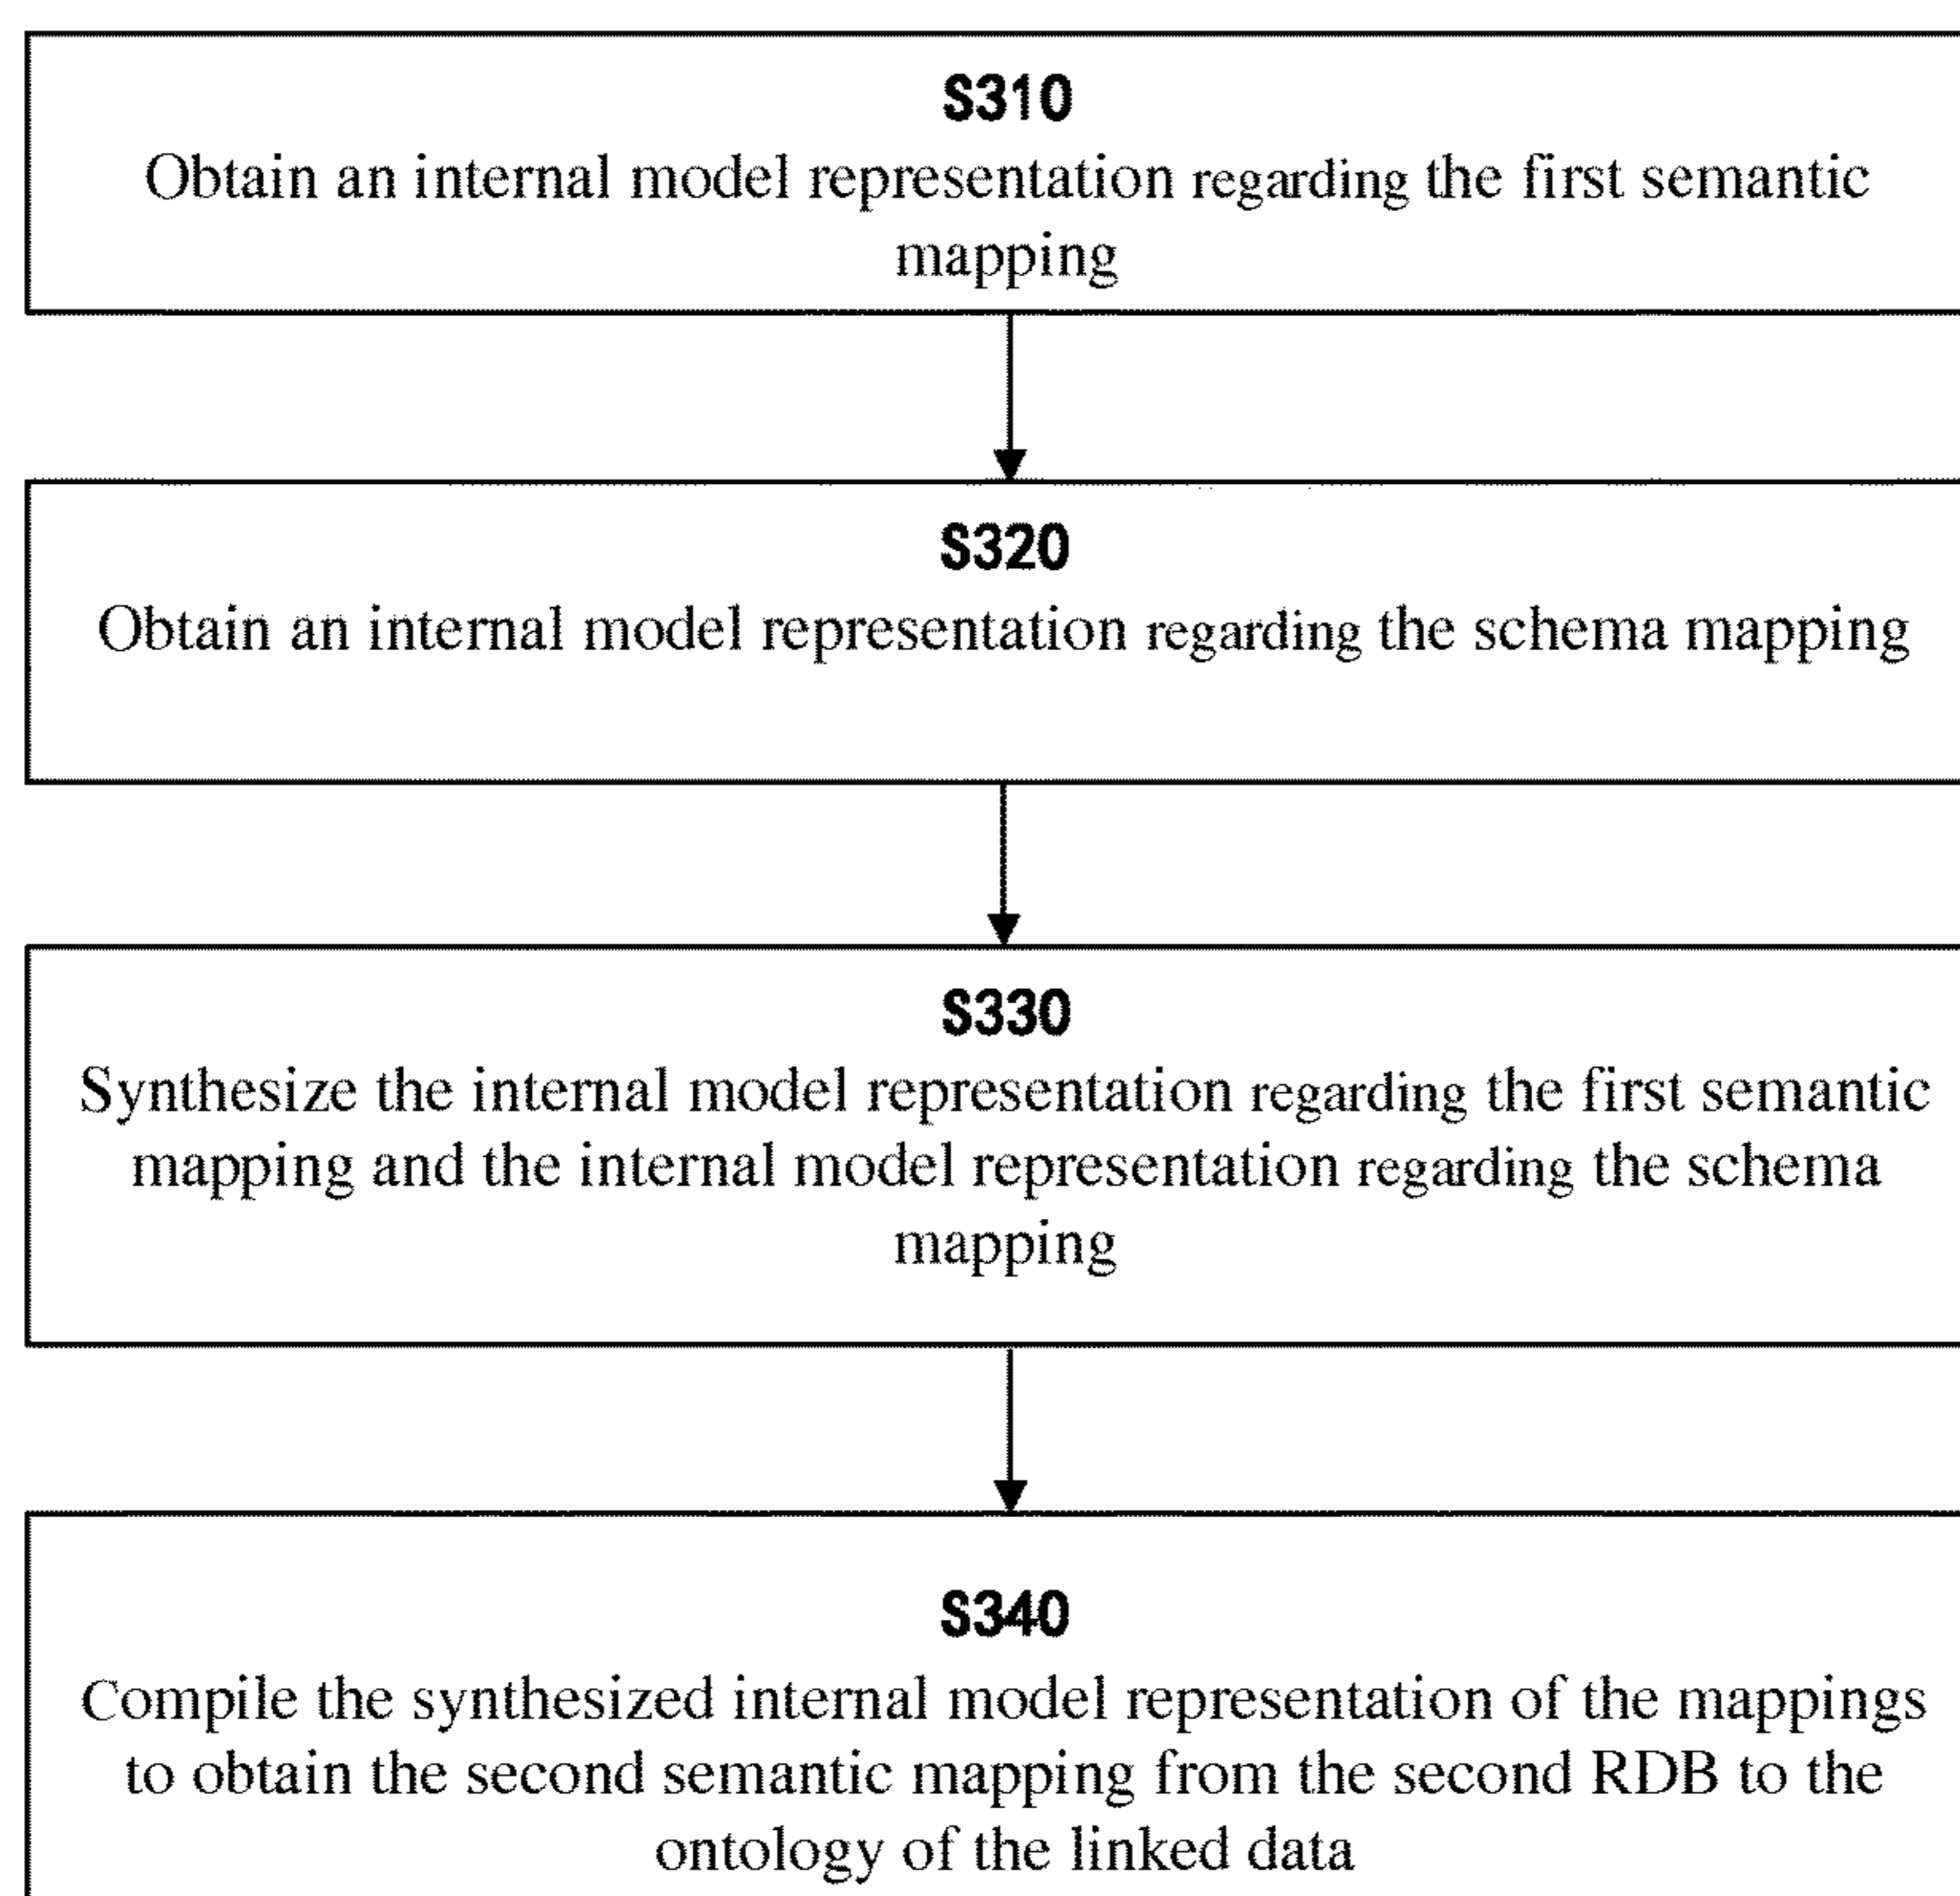 S310
Obtain an internal model representation regarding the first semantic
mapping
S320
Obtain an internal model representation regarding the schema mapping
S330
Synthesize the internal model representation regarding the first semantic
mapping and the internal model representation regarding the schema
mapping
S340
Compile the synthesized internal model representation of the mappings
to obtain the second semantic mapping from the second RDB to the
ontology of the linked data